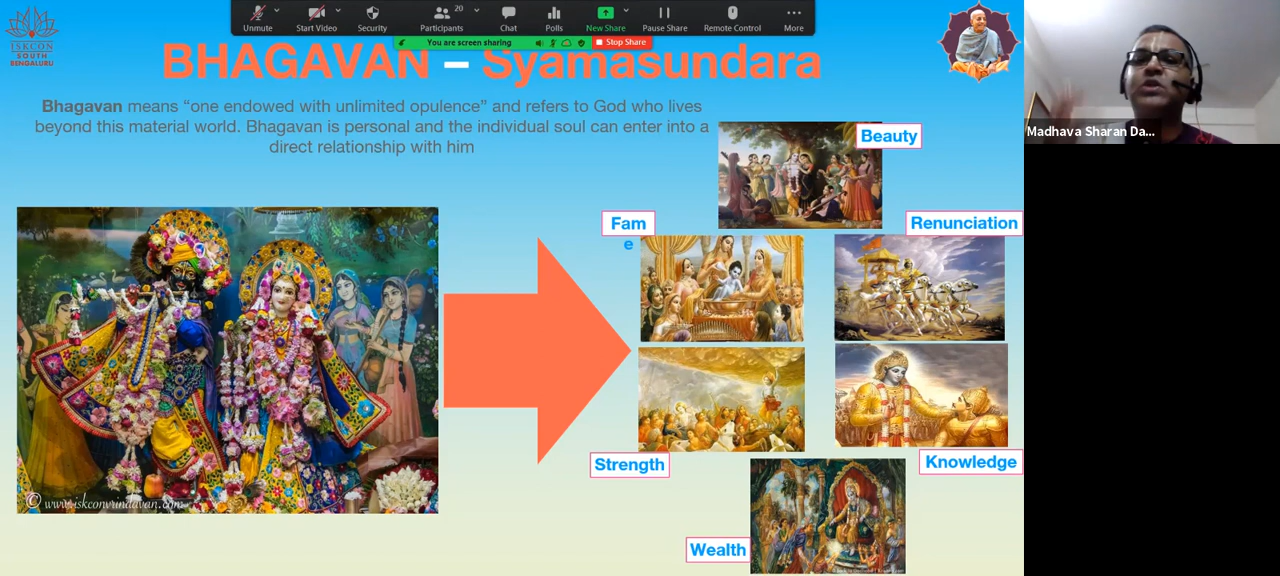 20
Unmute
Start Video
Security
Participants
Chat
Polls
New Share
Pause Share
Remote Control
More
You are screen sharing
Stop Share
ISKCON
SOUTH
BENGALURU
BHAGAVAN – Syamasundara
Bhagavan means “one endowed with unlimited opulence” and refers to God who lives
beyond this material world. Bhagavan is personal and the individual soul can enter into a
direct relationship with him
Madhava Sharan Da...
Beauty
Fam
e
Renunciation
Strength
Knowledge
Wealth
© www.iskconvrindavan.com